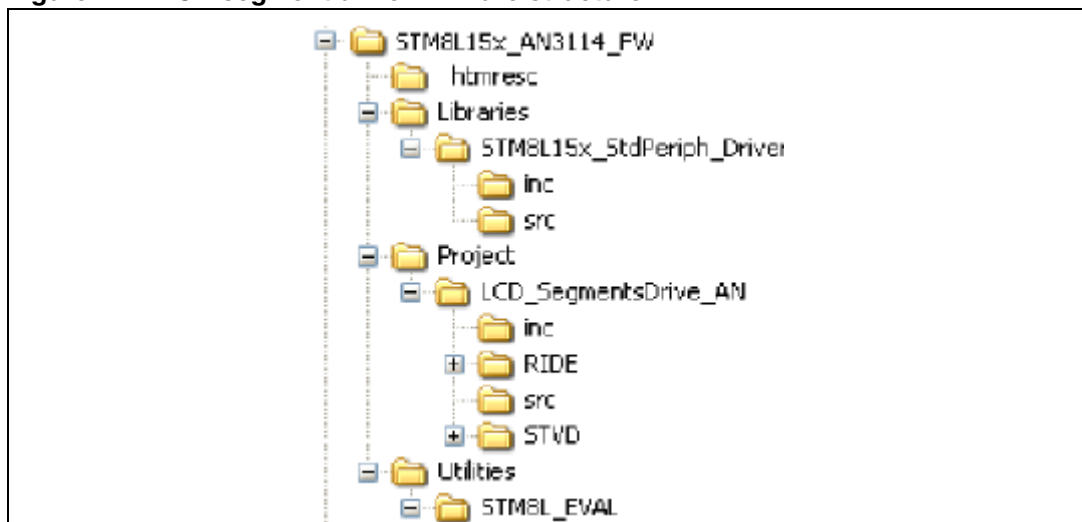 STM8L15x_AN3114_FW
htmresc
Libraries
STM8L15x_StdPeriph_Driver
inc
src
Project
LCD_SegmentsDrive_AN
inc
RIDE
src
STVD
Utilities
STM8L_EVAL